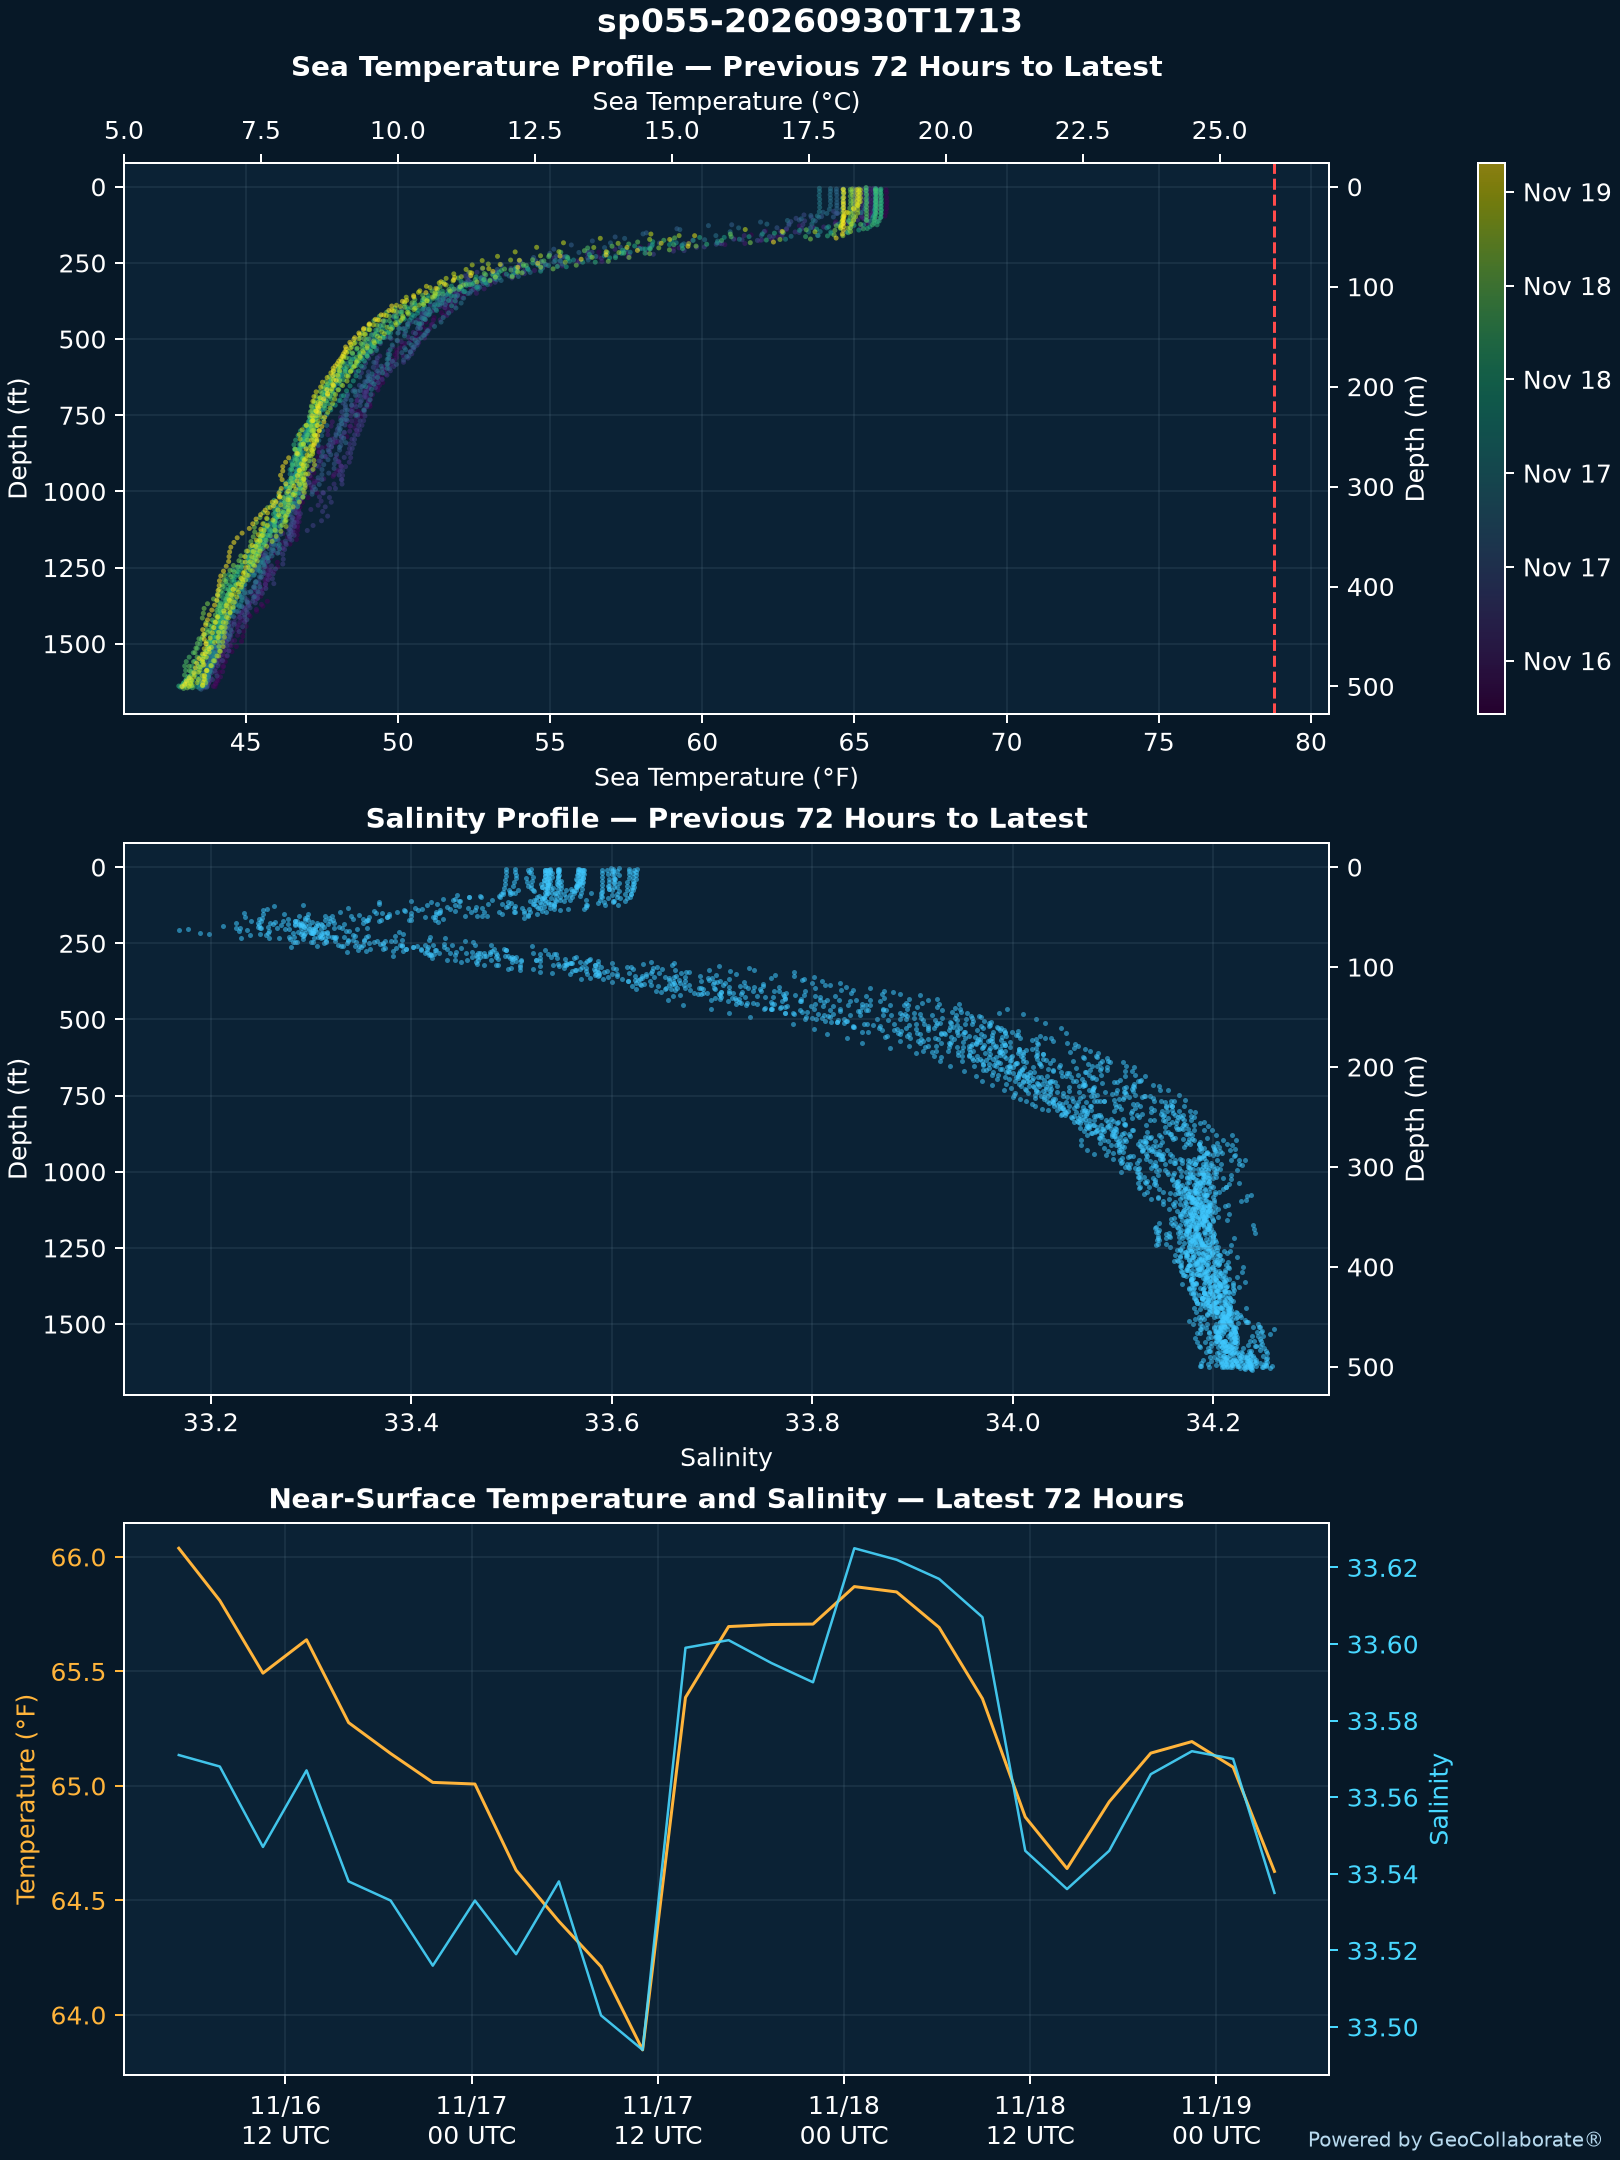 sp055-20260930T1713
Sea Temperature Profile — Previous 72 Hours to Latest
Sea Temperature (°C)
5.0 7.5 10.0 12.5 15.0 17.5 20.0 22.5 25.0
Depth (ft)
0
250
500
750
1000
1250
1500
0
100
200
300
400
500
Depth (m)
Nov 19
Nov 18
Nov 18
Nov 17
Nov 17
Nov 16
45 50 55 60 65 70 75 80
Sea Temperature (°F)
Salinity Profile — Previous 72 Hours to Latest
Depth (ft)
0
250
500
750
1000
1250
1500
0
100
200
300
400
500
Depth (m)
33.2 33.4 33.6 33.8 34.0 34.2
Salinity
Near-Surface Temperature and Salinity — Latest 72 Hours
Temperature (°F)
66.0
65.5
65.0
64.5
64.0
33.62
33.60
33.58
33.56
33.54
33.52
33.50
Salinity
11/16 11/17 11/17 11/18 11/18 11/19
12 UTC 00 UTC 12 UTC 00 UTC 12 UTC 00 UTC
Powered by GeoCollaborate®